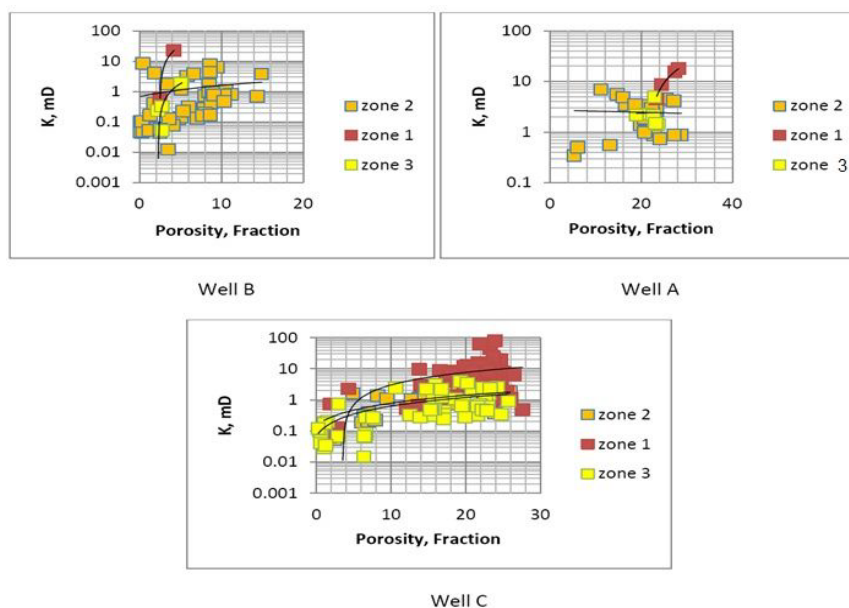 100
10
1
0.1
0.01
0.001
K, mD
0 10 20
Porosity, Fraction
zone 2
zone 1
zone 3
Well B
100
10
1
0.1
K, mD
0 20 40
Porosity, Fraction
zone 2
zone 1
zone 3
Well A
100
10
1
0.1
0.01
0.001
K, mD
0 10 20 30
Porosity, Fraction
zone 2
zone 1
zone 3
Well C